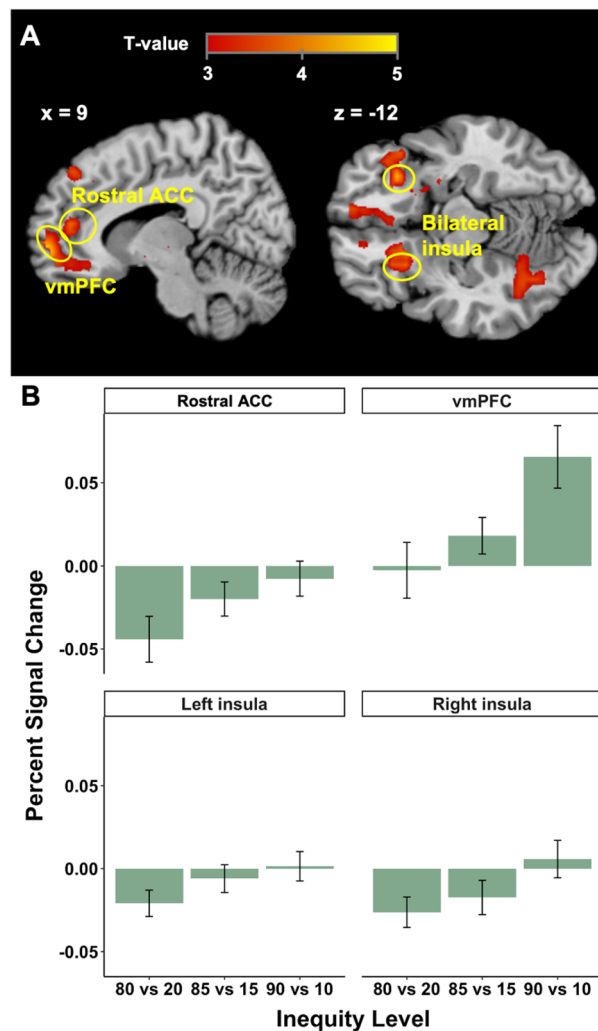 A
T-value
3
4
5
x = 9
z = -12
Rostral ACC
vmPFC
Bilateral
insula
B
Rostral ACC
vmPFC
0.05
0.00
-0.05
Left insula
Right insula
0.05
0.00
-0.05
Percent Signal Change
80 vs 20 85 vs 15 90 vs 10
80 vs 20 85 vs 15 90 vs 10
Inequity Level